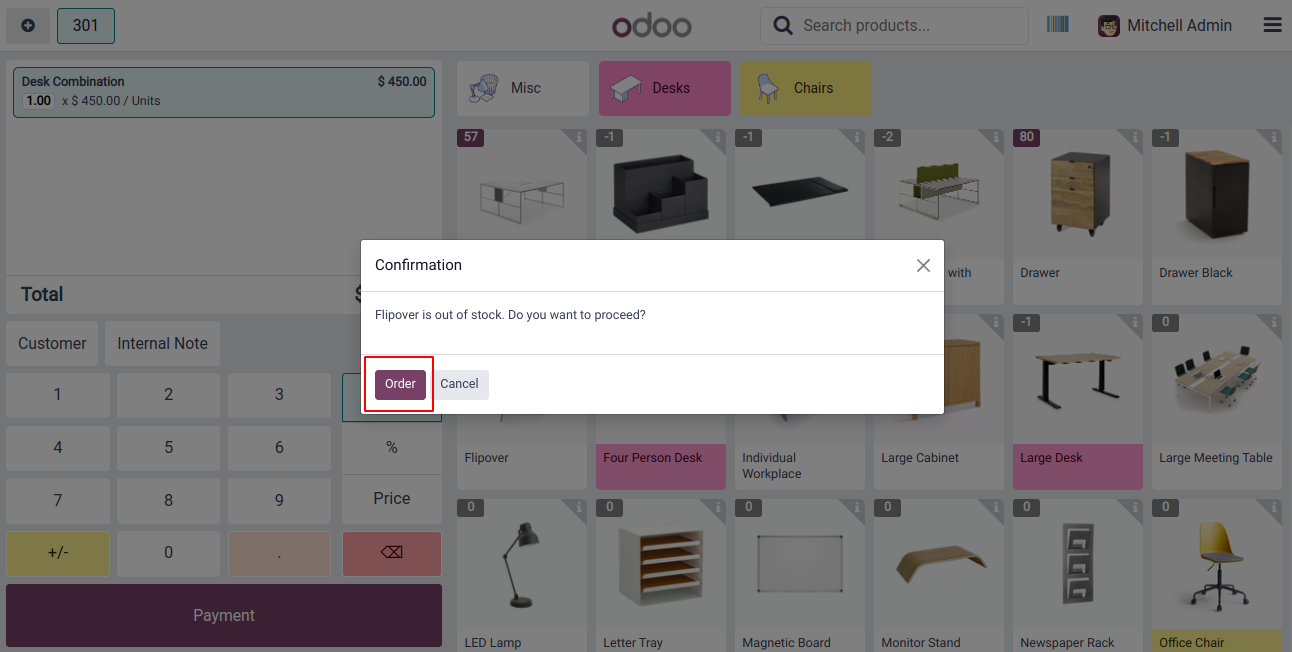 301
odoo
Search products...
Mitchell Admin
Desk Combination
$ 450.00
1.00 x $ 450.00 / Units
Misc
Desks
Chairs
57
-1
-1
-2
80
-1
with
Drawer
Drawer Black
Total
$
Customer
Internal Note
1
2
3
4
5
6
%
7
8
9
Price
+/-
0
.
Payment
Confirmation
Flipover is out of stock. Do you want to proceed?
Order
Cancel
-1
0
Flipover
Four Person Desk
Individual
Workplace
Large Cabinet
Large Desk
Large Meeting Table
0
0
0
0
0
0
LED Lamp
Letter Tray
Magnetic Board
Monitor Stand
Newspaper Rack
Office Chair